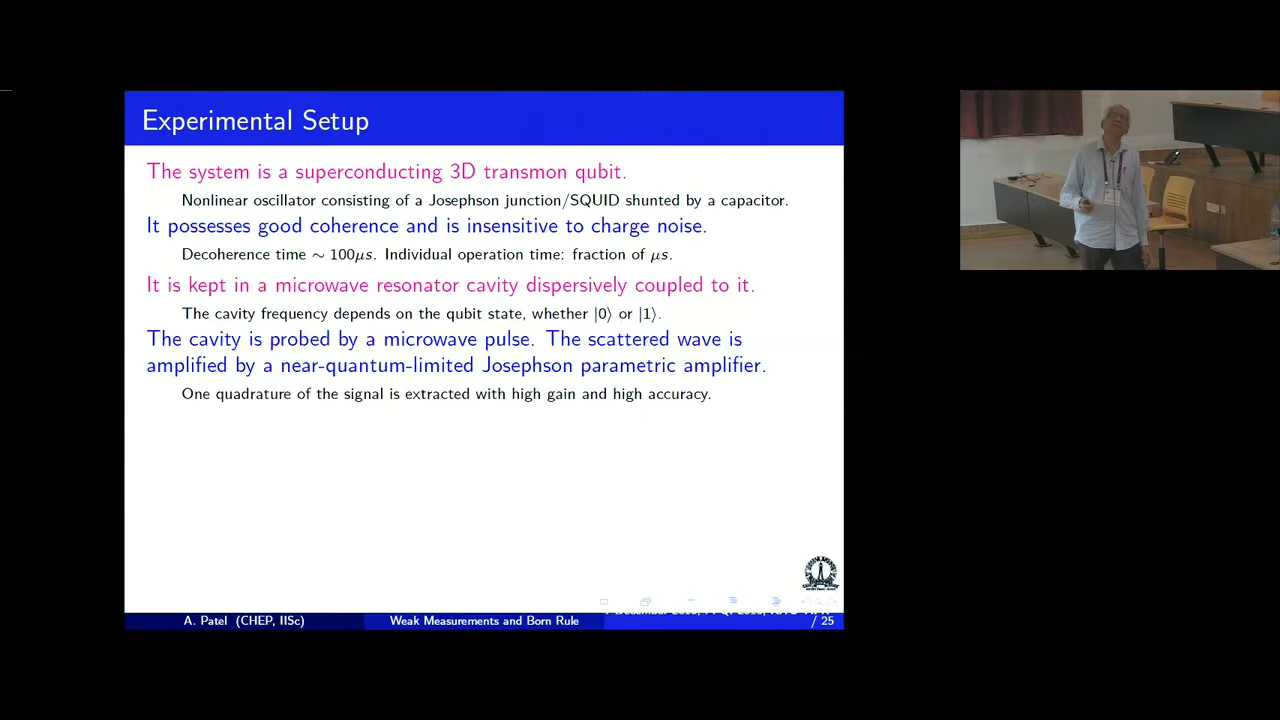 Experimental Setup
The system is a superconducting 3D transmon qubit.
Nonlinear oscillator consisting of a Josephson junction/SQUID shunted by a capacitor.
It possesses good coherence and is insensitive to charge noise.
Decoherence time ∼ 100μs. Individual operation time: fraction of μs.
It is kept in a microwave resonator cavity dispersively coupled to it.
The cavity frequency depends on the qubit state, whether |0⟩ or |1⟩.
The cavity is probed by a microwave pulse. The scattered wave is
amplified by a near-quantum-limited Josephson parametric amplifier.
One quadrature of the signal is extracted with high gain and high accuracy.
A. Patel (CHEP, IISc)
Weak Measurements and Born Rule
/ 25